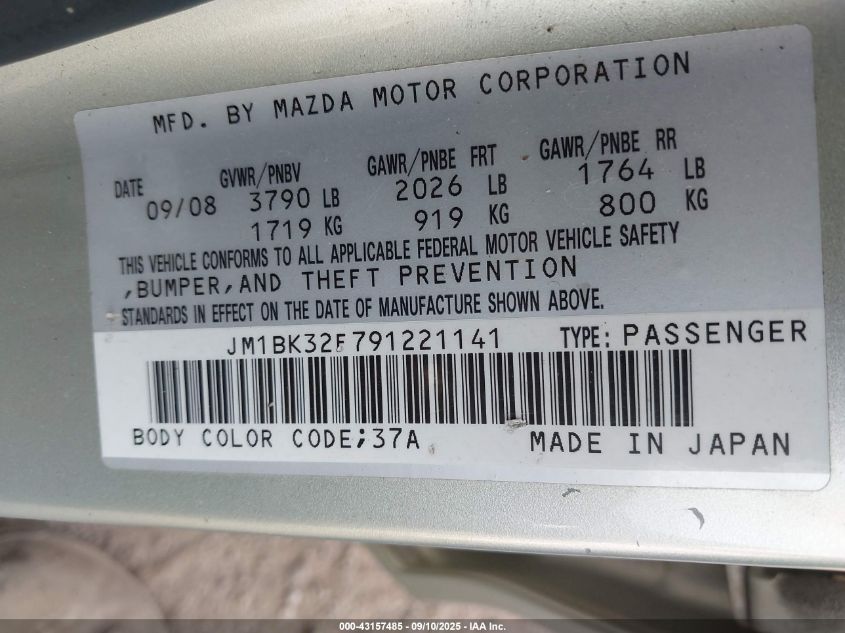 MFD. BY MAZDA MOTOR CORPORATION
DATE GVWR/PNBV GAWR/PNBE FRT GAWR/PNBE RR
09/08 3790 LB 2026 LB 1764 LB
1719 KG 919 KG 800 KG
THIS VEHICLE CONFORMS TO ALL APPLICABLE FEDERAL MOTOR VEHICLE SAFETY
,BUMPER,AND THEFT PREVENTION
STANDARDS IN EFFECT ON THE DATE OF MANUFACTURE SHOWN ABOVE.
JM1BK32F791221141 TYPE: PASSENGER
BODY COLOR CODE;37A MADE IN JAPAN
000-43157485 - 09/10/2025 - IAA Inc.